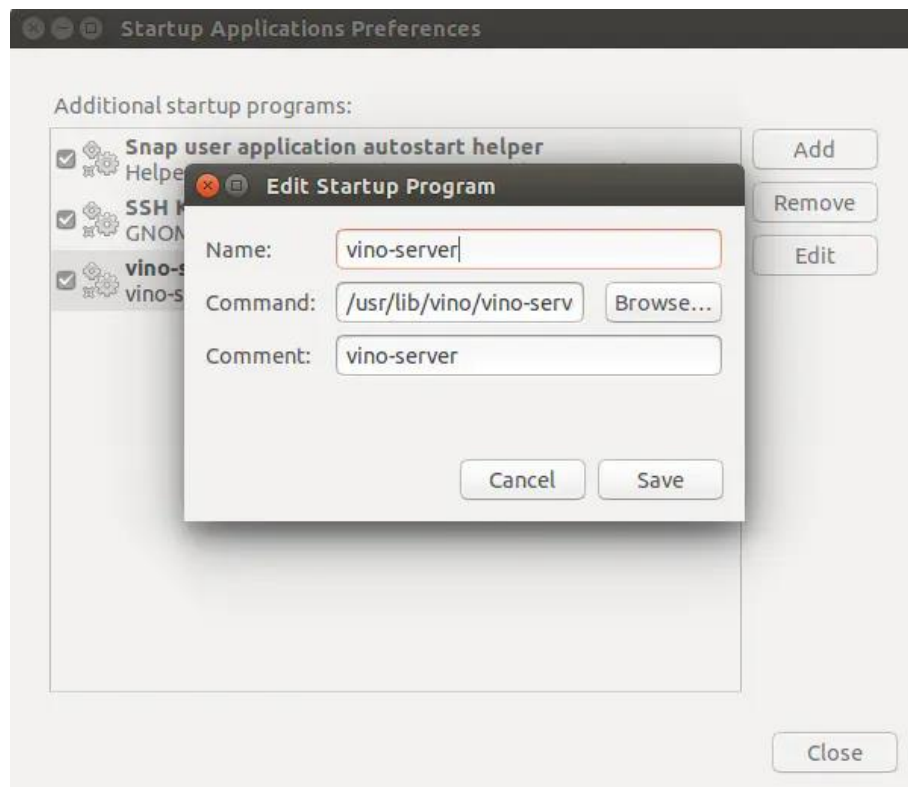 Startup Applications Preferences
Additional startup programs:
Snap user application autostart helper
Helpe
SSH K
GNOM
vino-s
vino-s
Add
Remove
Edit
Edit Startup Program
Name: vino-server
Command: /usr/lib/vino/vino-serv Browse...
Comment: vino-server
Cancel Save
Close